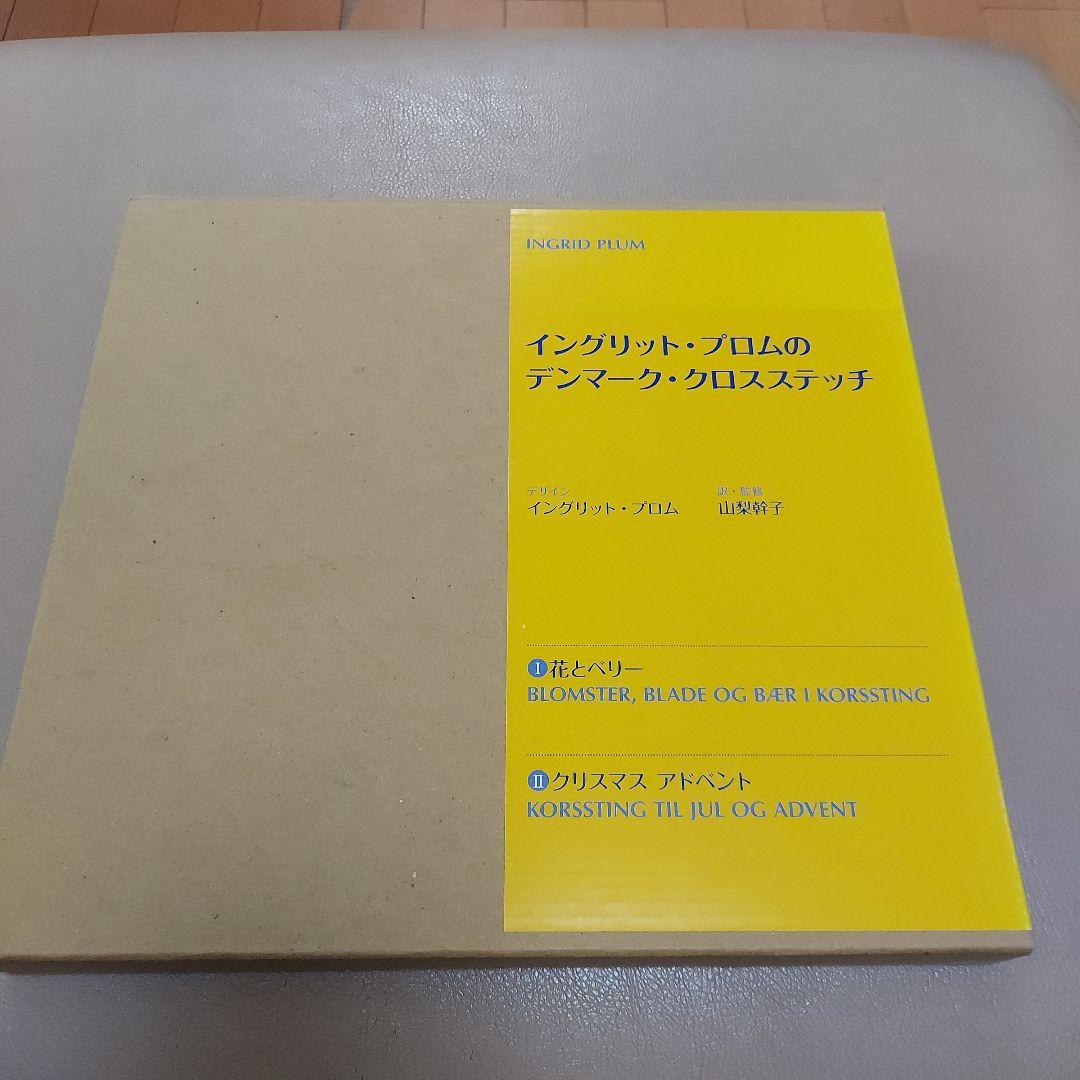 INGRID PLUM
イングリット・プロムの
デンマーク・クロスステッチ
デザイン 訳・監修
イングリット・プロム 山梨幹子
Ⅰ花とベリー
BLOMSTER, BLADE OG BÆR I KORSSTING
Ⅱクリスマス アドベント
KORSSTING TIL JUL OG ADVENT